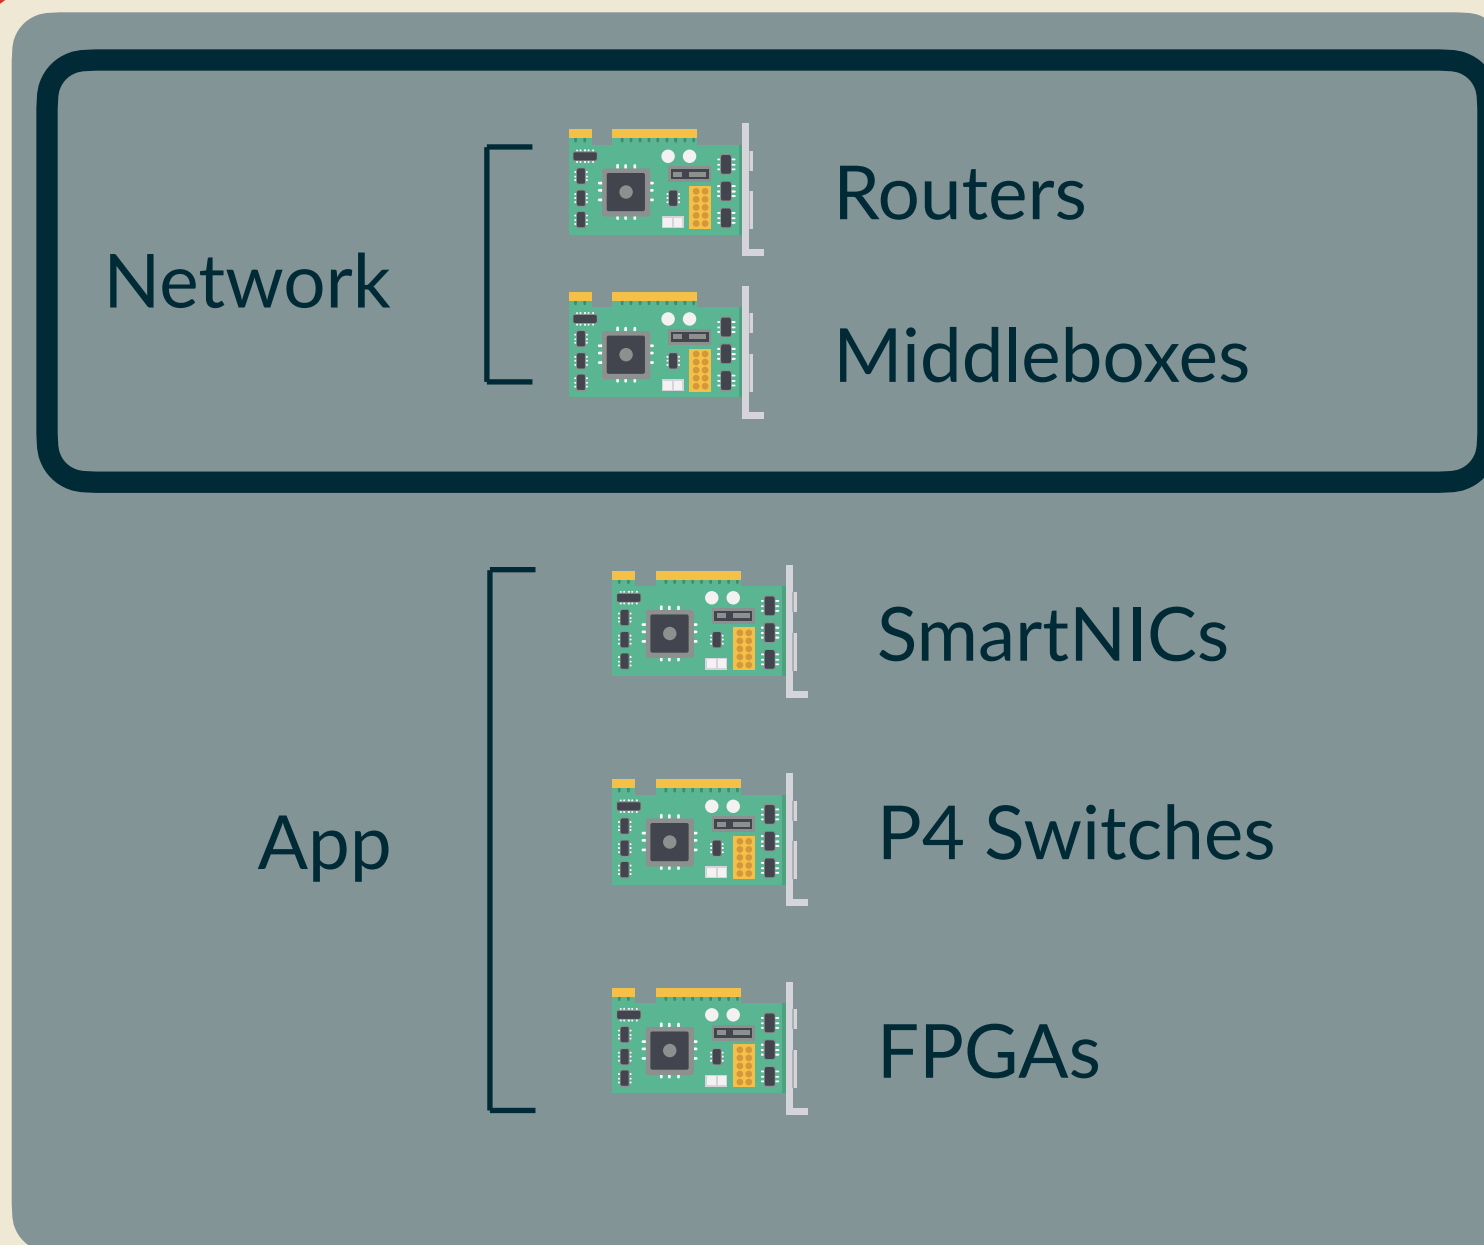 Network
Routers
Middleboxes
App
SmartNICs
P4 Switches
FPGAs